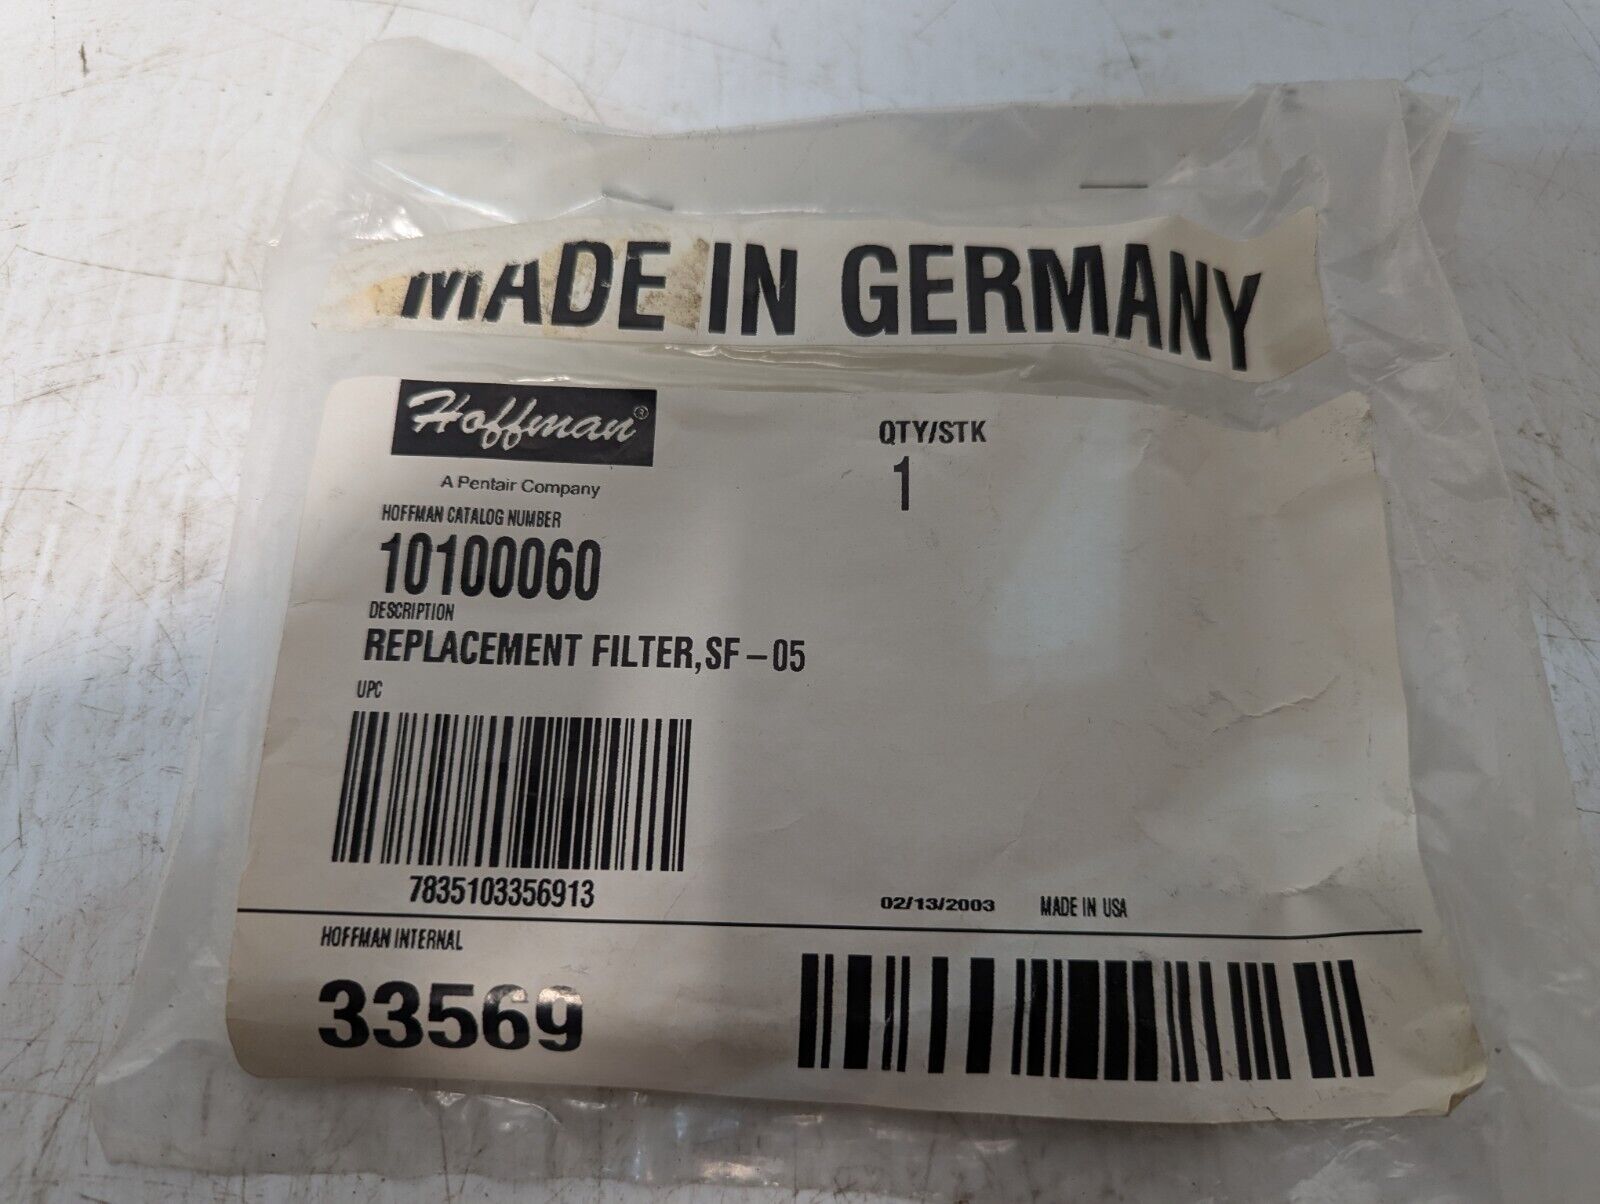 MADE IN GERMANY
Hoffman®
A Pentair Company
QTY/STK
1
HOFFMAN CATALOG NUMBER
10100060
DESCRIPTION
REPLACEMENT FILTER,SF-05
UPC
7835103356913
02/13/2003 MADE IN USA
HOFFMAN INTERNAL
33569